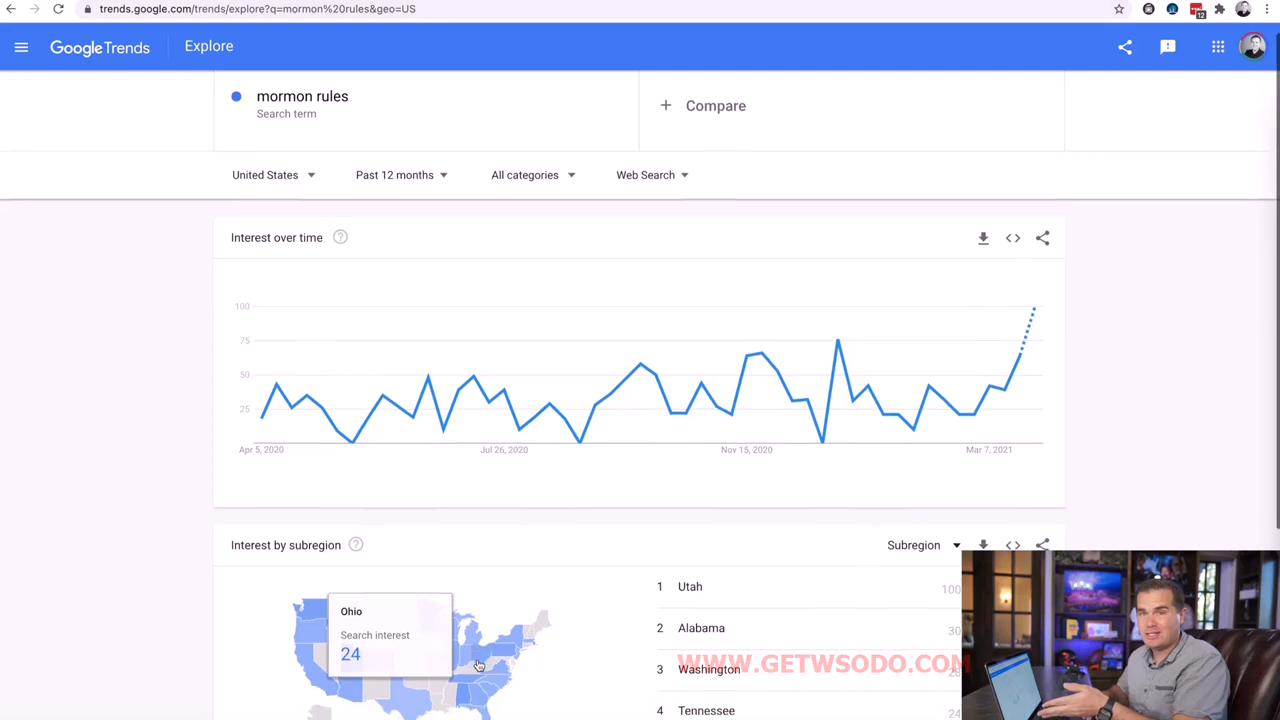 trends.google.com/trends/explore?q=mormon%20rules&geo=US
12
Google Trends
Explore
mormon rules
Search term
+ Compare
United States
Past 12 months
All categories
Web Search
Interest over time
100
75
50
25
Apr 5, 2020
Jul 26, 2020
Nov 15, 2020
Mar 7, 2021
Interest by subregion
Subregion
Ohio
Search interest
24
1 Utah 100
2 Alabama 30
3 Washington
4 Tennessee 24
WWW.GETWSODO.COM